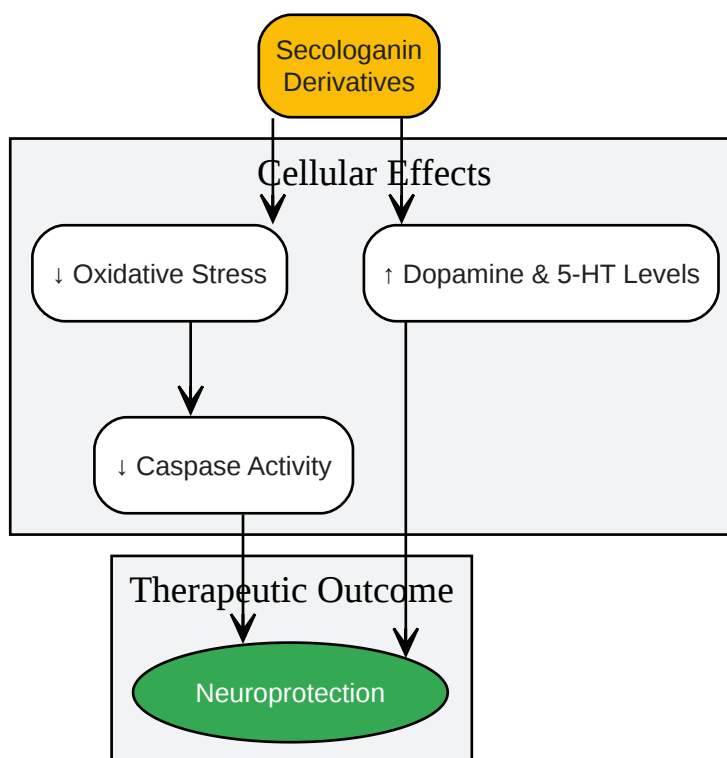 Secologanin
Derivatives
Cellular Effects
↓ Oxidative Stress
↑ Dopamine & 5-HT Levels
↓ Caspase Activity
Therapeutic Outcome
Neuroprotection